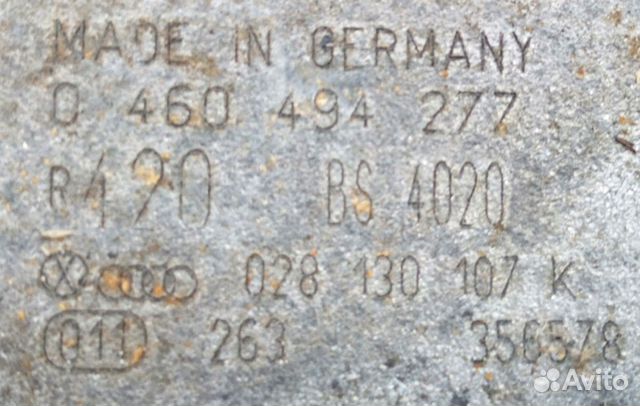 MADE IN GERMANY
0 460 494 277
R420 BS 4020
028 130 107 K
011 263 356578
Avito